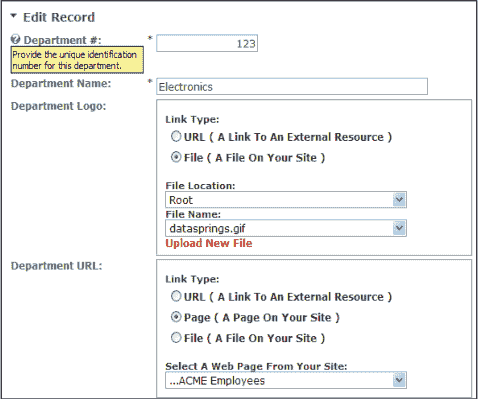 Edit Record
Department #: * 123
Provide the unique identification
number for this department.
Department Name: * Electronics
Department Logo:
Link Type:
URL ( A Link To An External Resource )
File ( A File On Your Site )
File Location:
Root
File Name:
datasprings.gif
Upload New File
Department URL:
Link Type:
URL ( A Link To An External Resource )
Page ( A Page On Your Site )
File ( A File On Your Site )
Select A Web Page From Your Site:
...ACME Employees